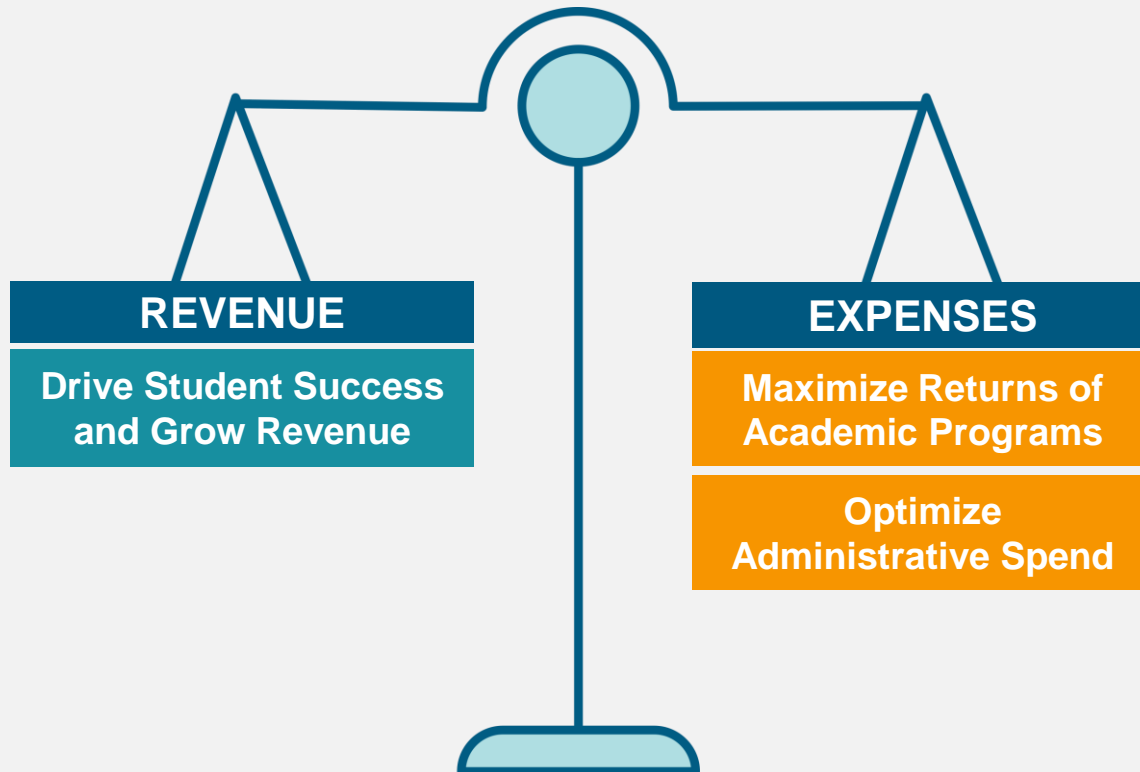 REVENUE
Drive Student Success
and Grow Revenue
EXPENSES
Maximize Returns of
Academic Programs
Optimize
Administrative Spend